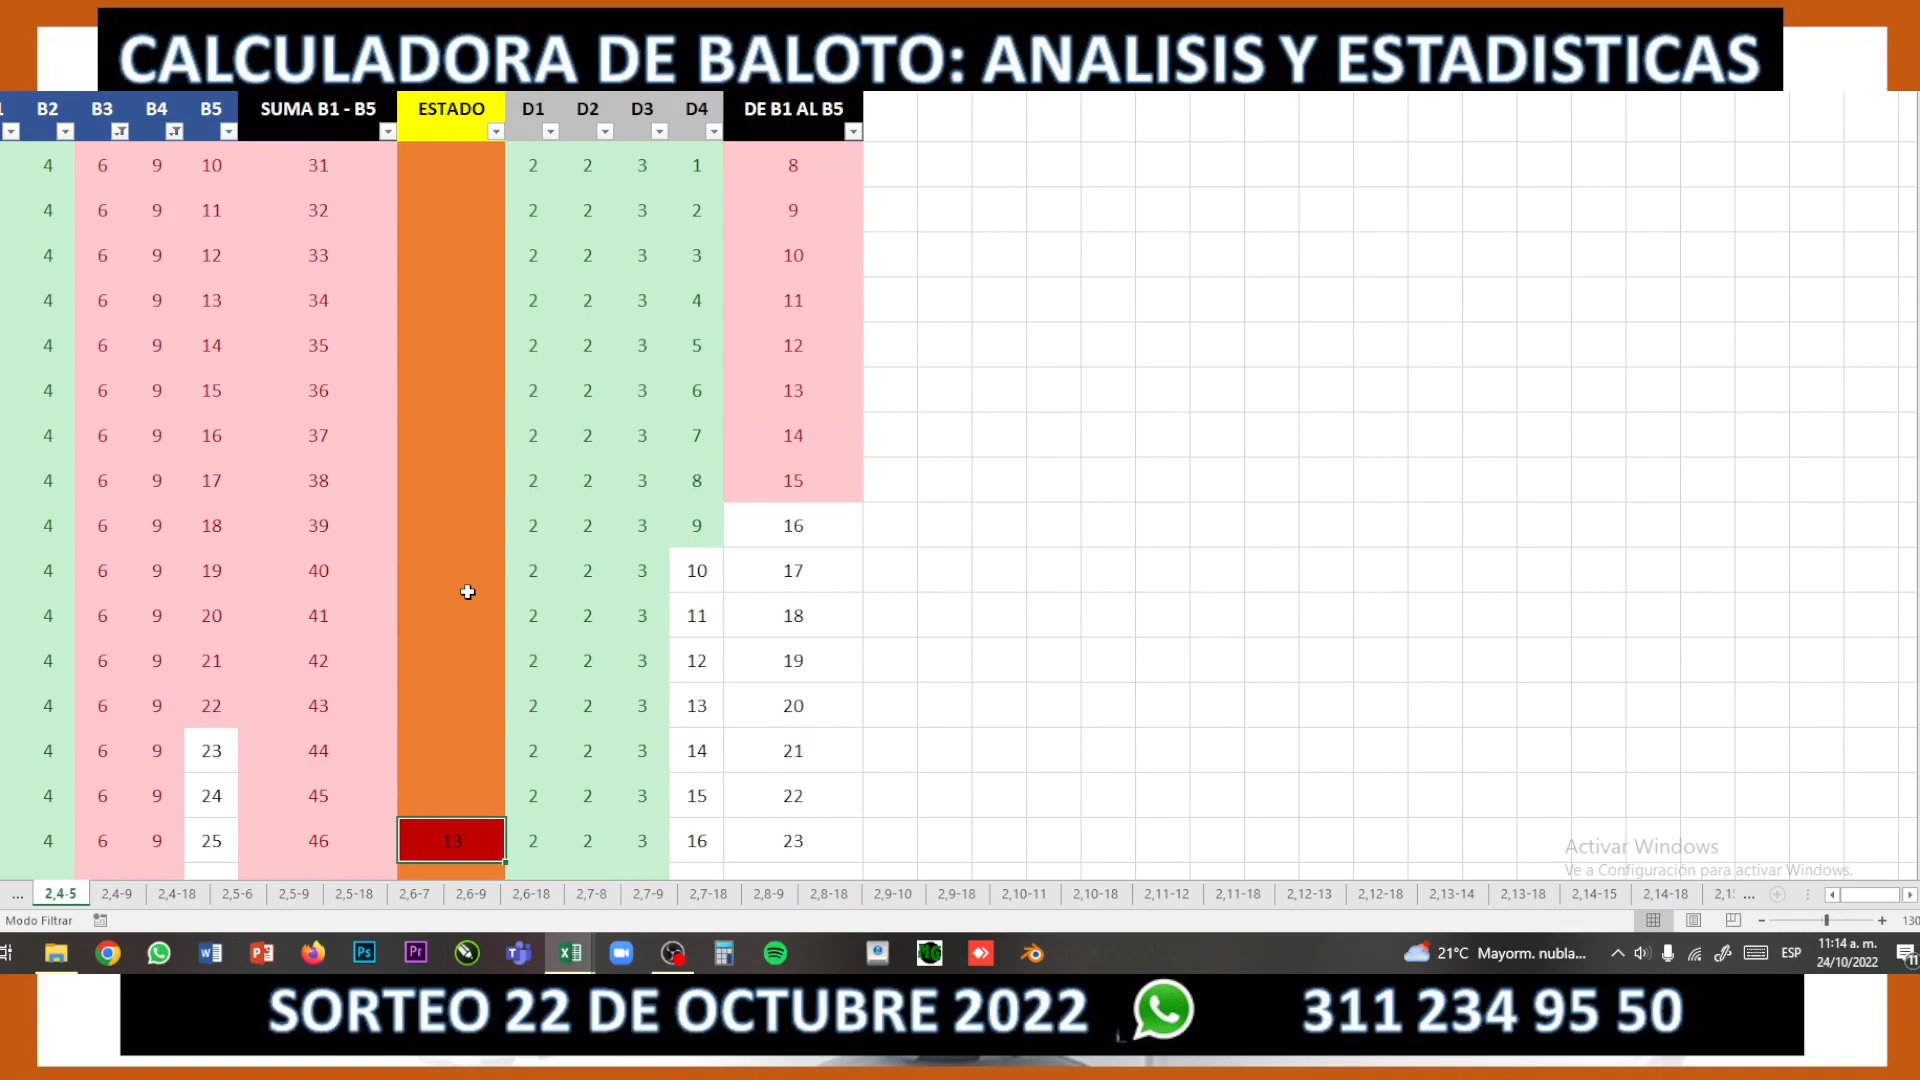 CALCULADORA DE BALOTO: ANALISIS Y ESTADISTICAS
B2 B3 B4 B5 SUMA B1 - B5 ESTADO D1 D2 D3 D4 DE B1 AL B5
4 6 9 10 31 2 2 3 1 8
4 6 9 11 32 2 2 3 2 9
4 6 9 12 33 2 2 3 3 10
4 6 9 13 34 2 2 3 4 11
4 6 9 14 35 2 2 3 5 12
4 6 9 15 36 2 2 3 6 13
4 6 9 16 37 2 2 3 7 14
4 6 9 17 38 2 2 3 8 15
4 6 9 18 39 2 2 3 9 16
4 6 9 19 40 2 2 3 10 17
4 6 9 20 41 2 2 3 11 18
4 6 9 21 42 2 2 3 12 19
4 6 9 22 43 2 2 3 13 20
4 6 9 23 44 2 2 3 14 21
4 6 9 24 45 2 2 3 15 22
4 6 9 25 46 13 2 2 3 16 23
Activar Windows
Ve a Configuración para activar Windows.
... 2,4-5 2,4-9 2,4-18 2,5-6 2,5-9 2,5-18 2,6-7 2,6-9 2,6-18 2,7-8 2,7-9 2,7-18 2,8-9 2,8-18 2,9-10 2,9-18 2,10-11 2,10-18 2,11-12 2,11-18 2,12-13 2,12-18 2,13-14 2,13-18 2,14-15 2,14-18 2,1 ...
Modo Filtrar 130
21°C Mayorm. nubla... ESP 11:14 a. m.
24/10/2022
SORTEO 22 DE OCTUBRE 2022 311 234 95 50